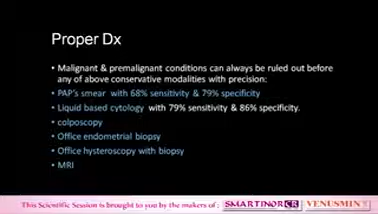 Proper Dx
• Malignant & premalignant conditions can always be ruled out before
any of above conservative modalities with precision:
• PAP's smear with 68% sensitivity & 79% specificity
• Liquid based cytology with 79% sensitivity & 86% specificity.
• colposcopy
• Office endometrial biopsy
• Office hysteroscopy with biopsy
• MRI
This Scientific Session is brought to you by the makers of : SMARTINOR CR VENUSMIN